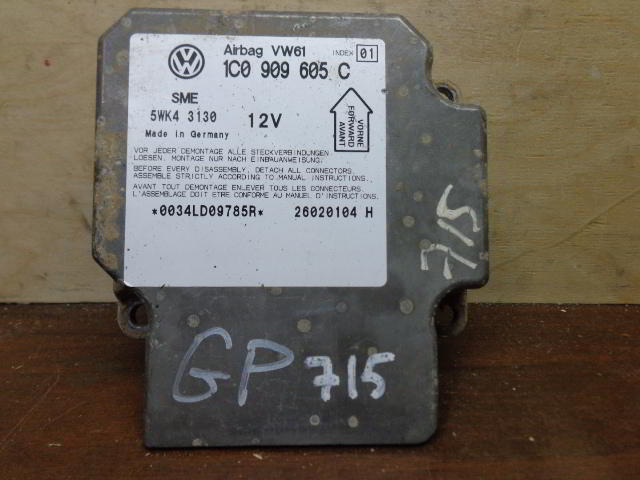 Airbag VW61 INDEX 01
1C0 909 605 C
SME
5WK4 3130 12V
Made in Germany
VORNE
FORWARD
AVANT
VOR JEDER DEMONTAGE ALLE STECKVERBINDUNGEN
LOESEN. MONTAGE NUR NACH EINBAUANWEISUNG.
BEFORE EVERY DISASSEMBLY, DETACH ALL CONNECTORS.
ASSEMBLE STRICTLY ACCORDING TO MANUAL INSTRUCTIONS.
AVANT TOUT DEMONTAGE ENLEVER TOUS LES CONNECTEURS.
L'ASSEMBLAGE DOIT ETRE CONFORME AU MANUEL D'INSTRUCTIONS.
*0034LD09785R* 26020104 H
GP 715